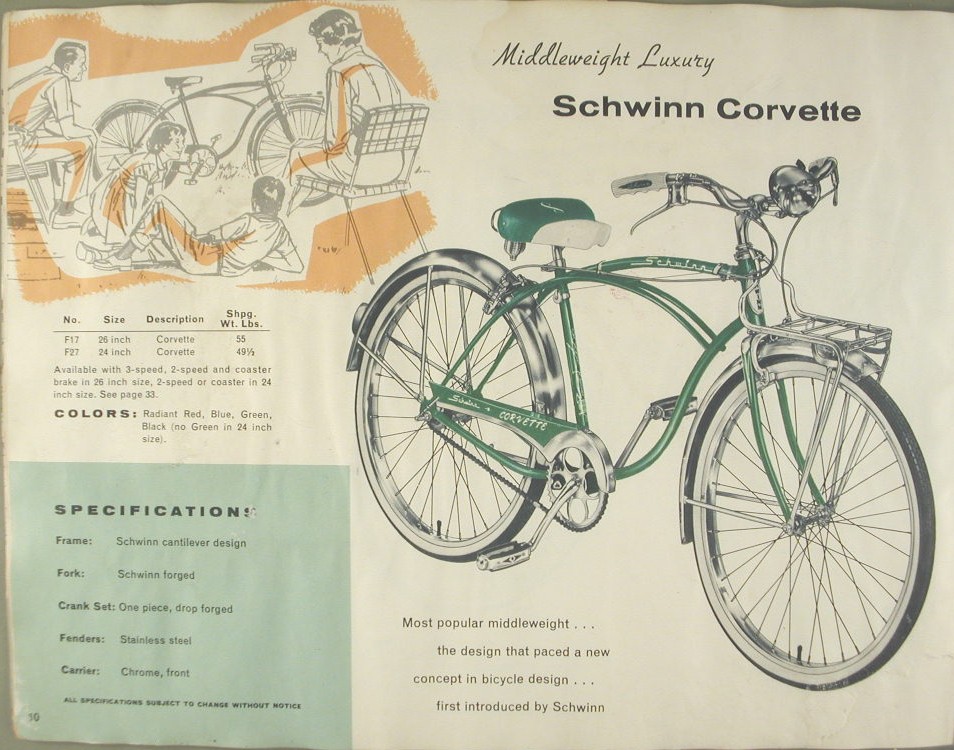 Middleweight Luxury
Schwinn Corvette
No. Size Description Shpg. Wt. Lbs.
F17 26 inch Corvette 55
F27 24 inch Corvette 49½
Available with 3-speed, 2-speed and coaster
brake in 26 inch size, 2-speed or coaster in 24
inch size. See page 33.
COLORS: Radiant Red, Blue, Green,
Black (no Green in 24 inch
size).
SPECIFICATIONS
Frame: Schwinn cantilever design
Fork: Schwinn forged
Crank Set: One piece, drop forged
Fenders: Stainless steel
Carrier: Chrome, front
ALL SPECIFICATIONS SUBJECT TO CHANGE WITHOUT NOTICE
10
Schwinn
Schwinn
CORVETTE
Most popular middleweight . . .
the design that paced a new
concept in bicycle design . . .
first introduced by Schwinn